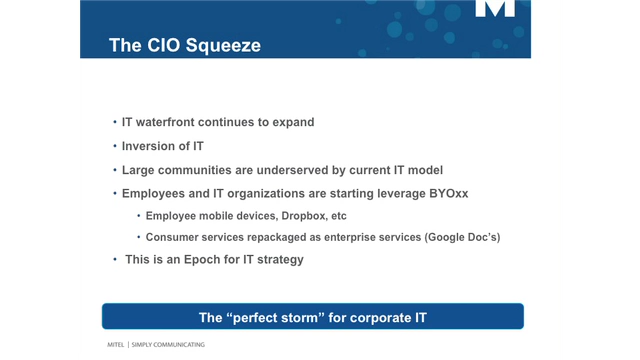 The CIO Squeeze
• IT waterfront continues to expand
• Inversion of IT
• Large communities are underserved by current IT model
• Employees and IT organizations are starting leverage BYOxx
• Employee mobile devices, Dropbox, etc
• Consumer services repackaged as enterprise services (Google Doc’s)
• This is an Epoch for IT strategy
The “perfect storm” for corporate IT
MITEL | SIMPLY COMMUNICATING